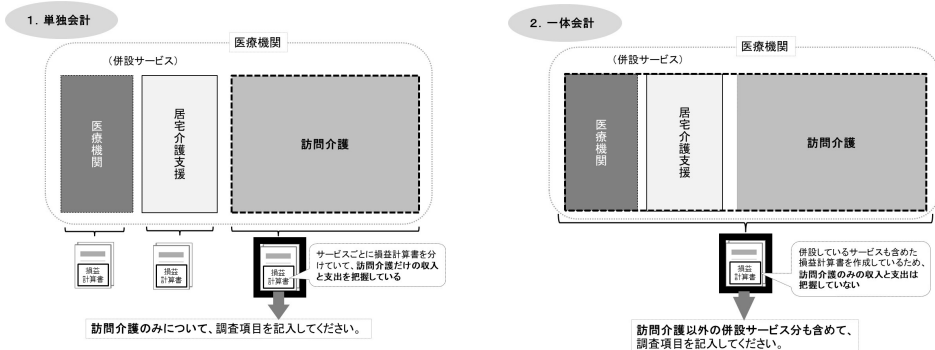 1. 単独会計
医療機関
（併設サービス）
医療機関
居宅介護支援
訪問介護
損益
計算書
損益
計算書
損益
計算書
サービスごとに損益計算書を分
けていて、訪問介護だけの収入
と支出を把握している
訪問介護のみについて、調査項目を記入してください。
2. 一体会計
医療機関
（併設サービス）
医療機関
居宅介護支援
訪問介護
損益
計算書
併設しているサービスも含めた
損益計算書を作成しているため、
訪問介護のみの収入と支出は
把握していない
訪問介護以外の併設サービス分も含めて、
調査項目を記入してください。